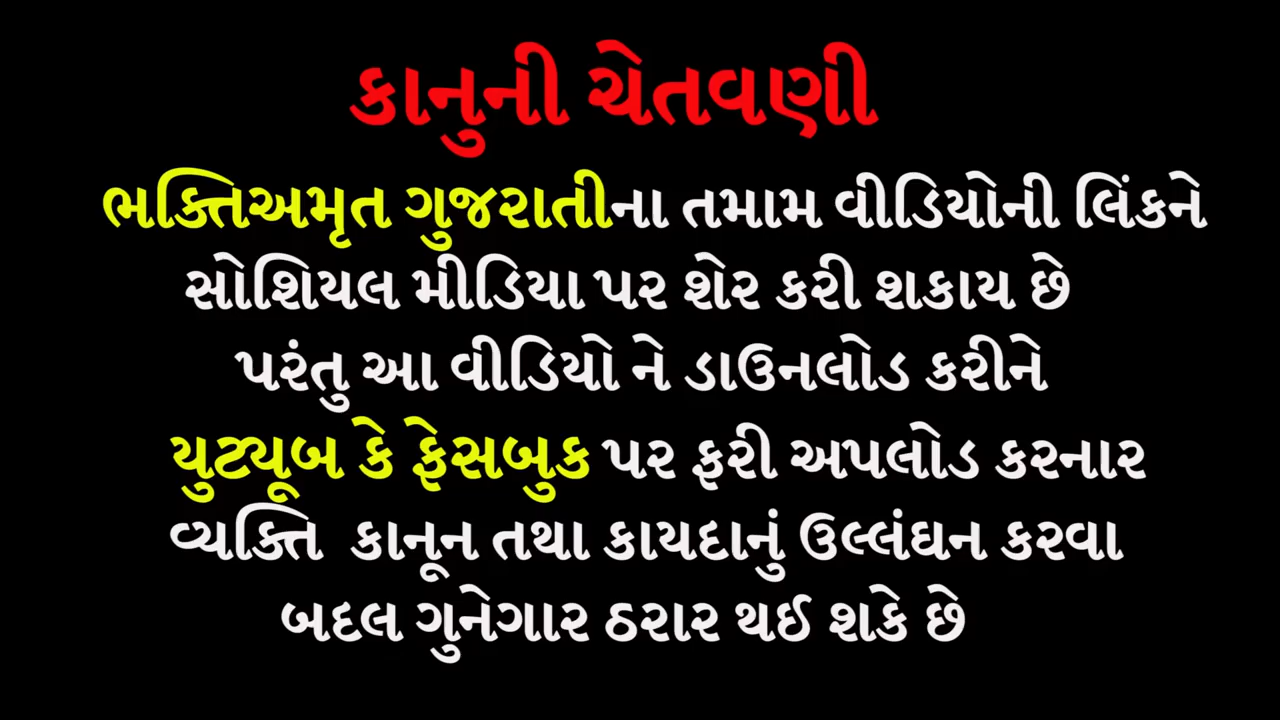 કાનુની ચેતવણી
ભક્તિઅમૃત ગુજરાતીના તમામ વીડિયોની લિંકને
સોશિયલ મીડિયા પર શેર કરી શકાય છે
પરંતુ આ વીડિયો ને ડાઉનલોડ કરીને
યુટ્યૂબ કે ફેસબુક પર ફરી અપલોડ કરનાર
વ્યક્તિ કાનૂન તથા કાયદાનું ઉલ્લંઘન કરવા
બદલ ગુનેગાર ઠરાર થઈ શકે છે